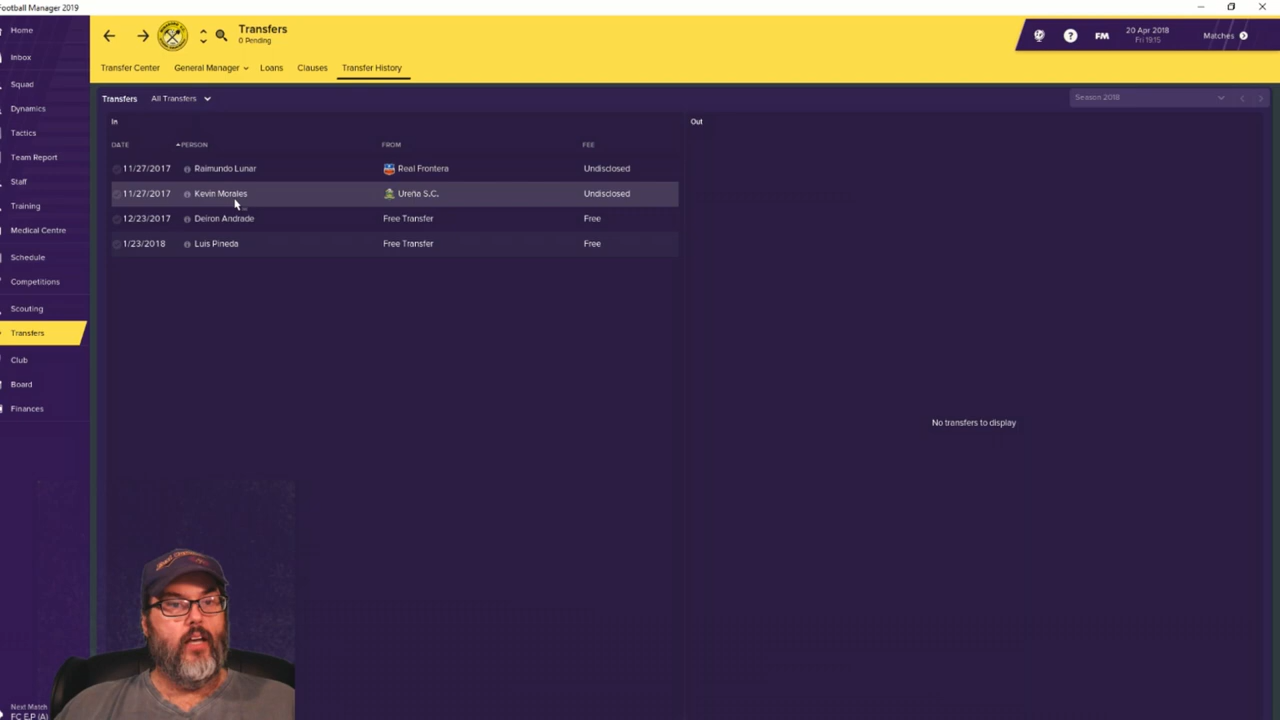 Football Manager 2019
Home
Inbox
Squad
Dynamics
Tactics
Team Report
Staff
Training
Medical Centre
Schedule
Competitions
Scouting
Transfers
Club
Board
Finances
Next Match
FC E.P (A)
Transfers
0 Pending
FM
20 Apr 2018
Fri 19:15
Matches
Transfer Center General Manager Loans Clauses Transfer History
Transfers All Transfers
Season 2018
In
DATE PERSON FROM FEE
11/27/2017 Raimundo Lunar Real Frontera Undisclosed
11/27/2017 Kevin Morales Ureña S.C. Undisclosed
12/23/2017 Deiron Andrade Free Transfer Free
1/23/2018 Luis Pineda Free Transfer Free
Out
No transfers to display